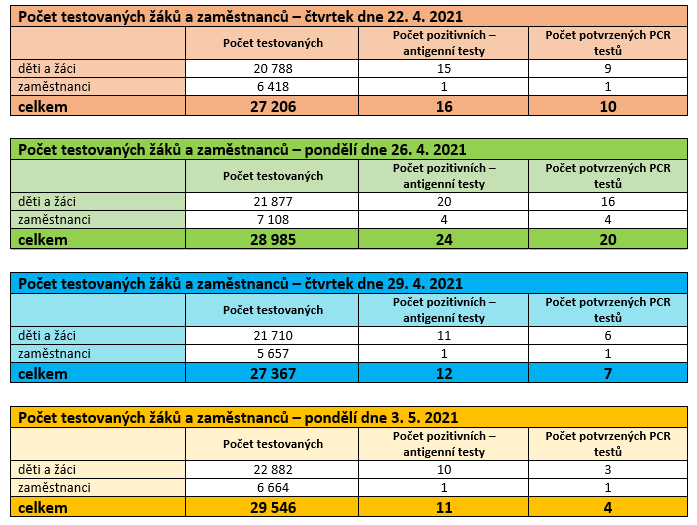 Počet testovaných žáků a zaměstnanců – čtvrtek dne 22. 4. 2021
Počet testovaných Počet pozitivních – antigenní testy Počet potvrzených PCR testů
děti a žáci 20 788 15 9
zaměstnanci 6 418 1 1
celkem 27 206 16 10
Počet testovaných žáků a zaměstnanců – pondělí dne 26. 4. 2021
Počet testovaných Počet pozitivních – antigenní testy Počet potvrzených PCR testů
děti a žáci 21 877 20 16
zaměstnanci 7 108 4 4
celkem 28 985 24 20
Počet testovaných žáků a zaměstnanců – čtvrtek dne 29. 4. 2021
Počet testovaných Počet pozitivních – antigenní testy Počet potvrzených PCR testů
děti a žáci 21 710 11 6
zaměstnanci 5 657 1 1
celkem 27 367 12 7
Počet testovaných žáků a zaměstnanců – pondělí dne 3. 5. 2021
Počet testovaných Počet pozitivních – antigenní testy Počet potvrzených PCR testů
děti a žáci 22 882 10 3
zaměstnanci 6 664 1 1
celkem 29 546 11 4